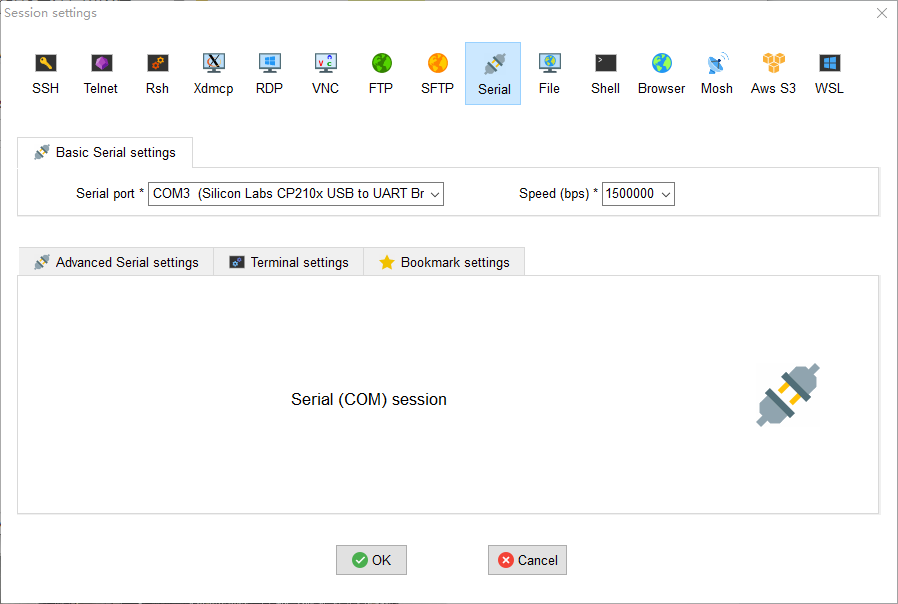 Session settings
SSH Telnet Rsh Xdmcp RDP VNC FTP SFTP Serial File Shell Browser Mosh Aws S3 WSL
Basic Serial settings
Serial port * COM3 (Silicon Labs CP210x USB to UART Br Speed (bps) * 1500000
Advanced Serial settings Terminal settings Bookmark settings
Serial (COM) session
OK Cancel